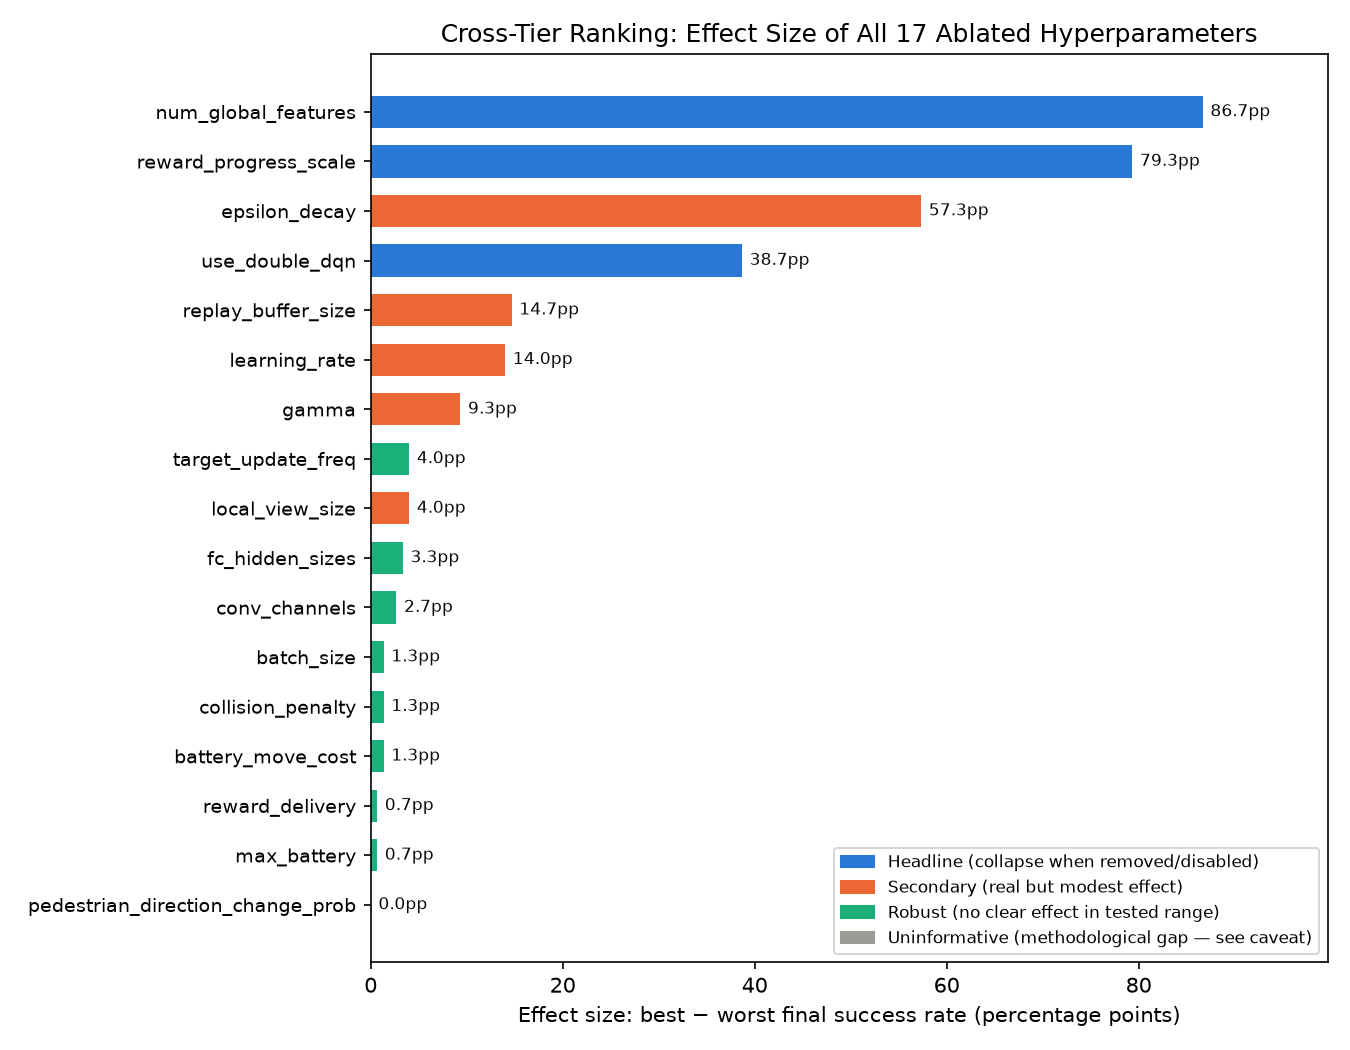 Cross-Tier Ranking: Effect Size of All 17 Ablated Hyperparameters
num_global_features 86.7pp
reward_progress_scale 79.3pp
epsilon_decay 57.3pp
use_double_dqn 38.7pp
replay_buffer_size 14.7pp
learning_rate 14.0pp
gamma 9.3pp
target_update_freq 4.0pp
local_view_size 4.0pp
fc_hidden_sizes 3.3pp
conv_channels 2.7pp
batch_size 1.3pp
collision_penalty 1.3pp
battery_move_cost 1.3pp
reward_delivery 0.7pp
max_battery 0.7pp
pedestrian_direction_change_prob 0.0pp
Headline (collapse when removed/disabled)
Secondary (real but modest effect)
Robust (no clear effect in tested range)
Uninformative (methodological gap — see caveat)
0 20 40 60 80
Effect size: best − worst final success rate (percentage points)